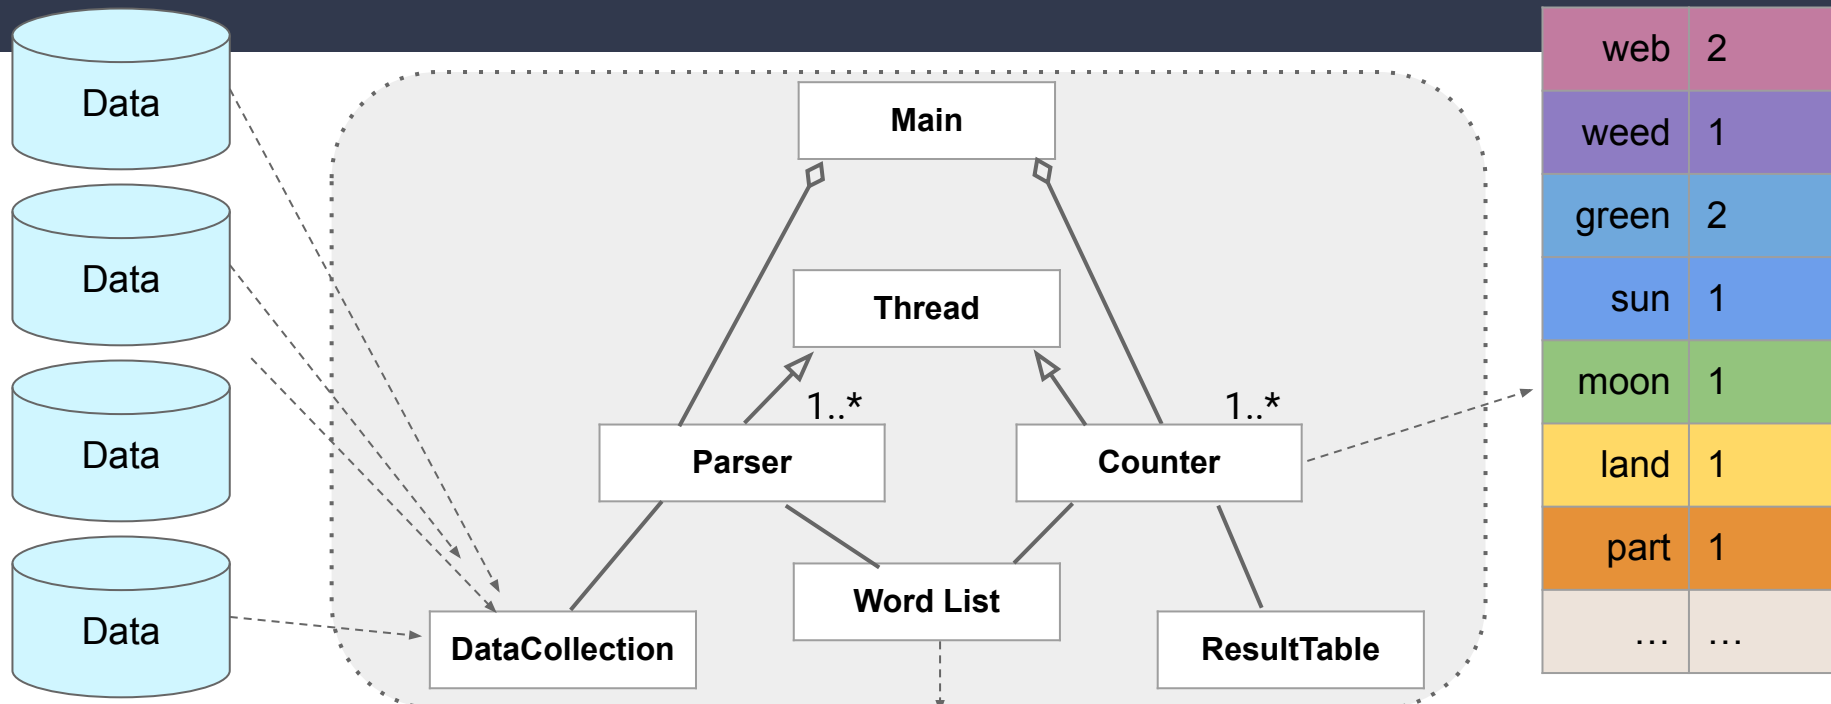 Data
Data
Data
Data
Main
Thread
1..*
1..*
Parser
Counter
Word List
DataCollection
ResultTable
web 2
weed 1
green 2
sun 1
moon 1
land 1
part 1
... ...